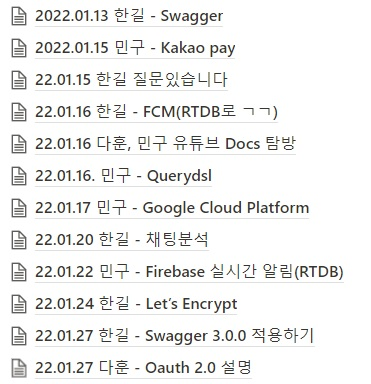 2022.01.13 한길 - Swagger
2022.01.15 민구 - Kakao pay
22.01.15 한길 질문있습니다
22.01.16 한길 - FCM(RTDB로 ㄱㄱ)
22.01.16 다훈, 민구 유튜브 Docs 탐방
22.01.16. 민구 - Querydsl
22.01.17 민구 - Google Cloud Platform
22.01.20 한길 - 채팅분석
22.01.22 민구 - Firebase 실시간 알림(RTDB)
22.01.24 한길 - Let's Encrypt
22.01.27 한길 - Swagger 3.0.0 적용하기
22.01.27 다훈 - Oauth 2.0 설명